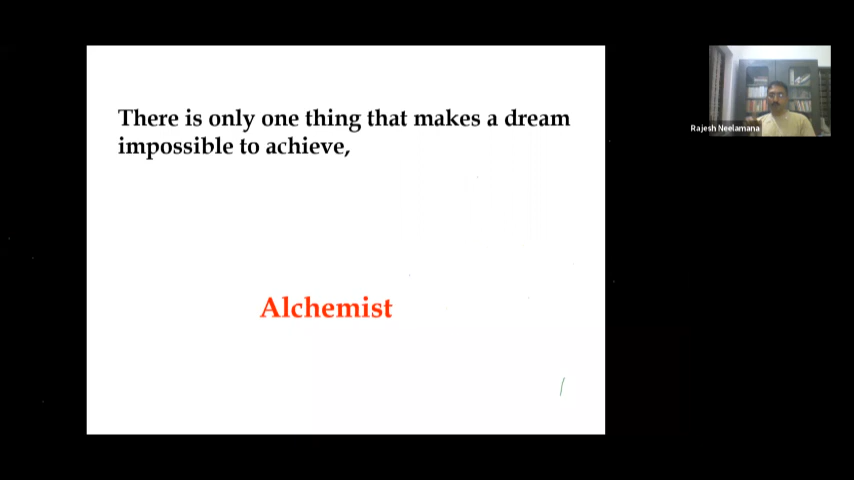 There is only one thing that makes a dream
impossible to achieve,
Alchemist
Rajesh Neelamana